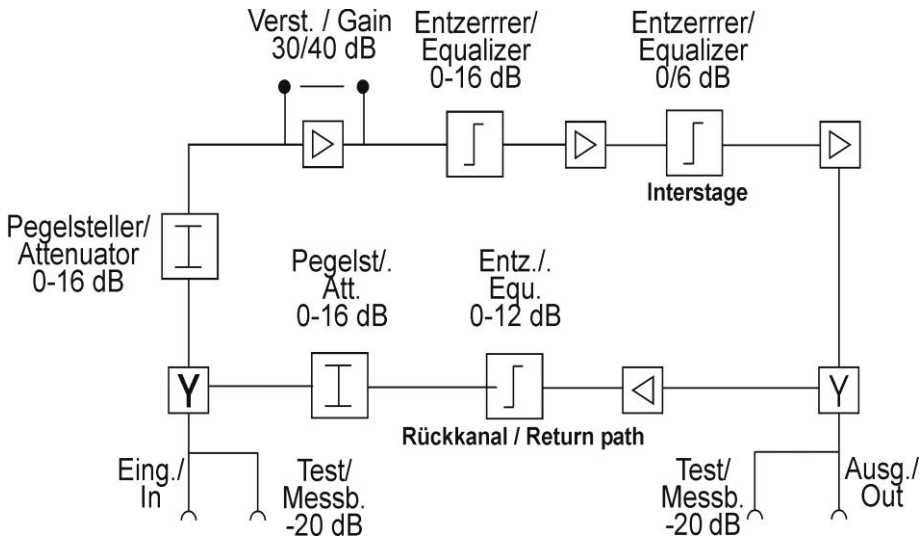 Verst. / Gain
30/40 dB
Entzerrrer/
Equalizer
0-16 dB
Entzerrrer/
Equalizer
0/6 dB
Interstage
Pegelsteller/
Attenuator
0-16 dB
Pegelst/.
Att.
0-16 dB
Entz./.
Equ.
0-12 dB
Y
Y
Rückkanal / Return path
Eing./
In
Test/
Messb.
-20 dB
Test/
Messb.
-20 dB
Ausg./
Out